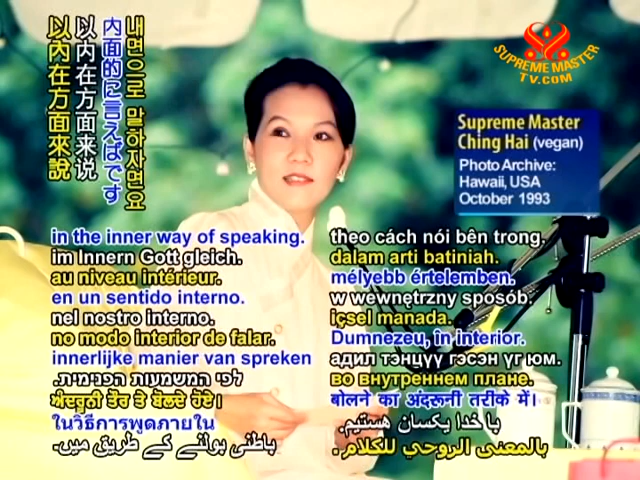 내면으로 말하자면요
内面的に言えばです
以内在方面来说
以內在方面來說
SUPREME MASTER
TV.COM
Supreme Master
Ching Hai (vegan)
Photo Archive:
Hawaii, USA
October 1993
in the inner way of speaking.
im Innern Gott gleich.
au niveau intérieur.
en un sentido interno.
nel nostro interno.
no modo interior de falar.
innerlijke manier van spreken
לפי המשמעות הפנימית.
ਅੰਦਰੂਨੀ ਤੌਰ ਤੇ ਬੋਲਦੇ ਹੋਏ।
ในวิธีการพูดภายใน
باطنی بولنے کے طریق میں۔
theo cách nói bên trong.
dalam arti batiniah.
mélyebb értelemben.
w wewnętrzny sposób.
içsel manada.
Dumnezeu, în interior.
адил тэнцүү гэсэн үг юм.
во внутреннем плане.
बोलने का अंदरूनी तरीके में।
با خدا یکسان هستیم.
بالمعنى الروحي للكلام.